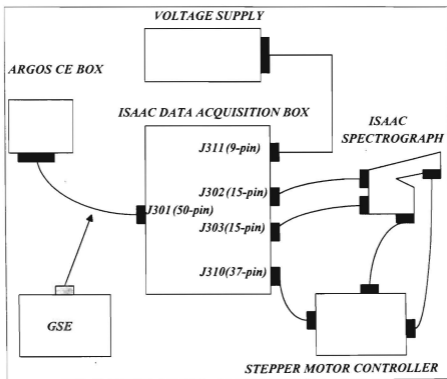 VOLTAGE SUPPLY
ARGOS CE BOX
ISAAC DATA ACQUISITION BOX
ISAAC
SPECTROGRAPH
J311(9-pin)
J302(15-pin)
J301(50-pin)
J303(15-pin)
J310(37-pin)
GSE
STEPPER MOTOR CONTROLLER